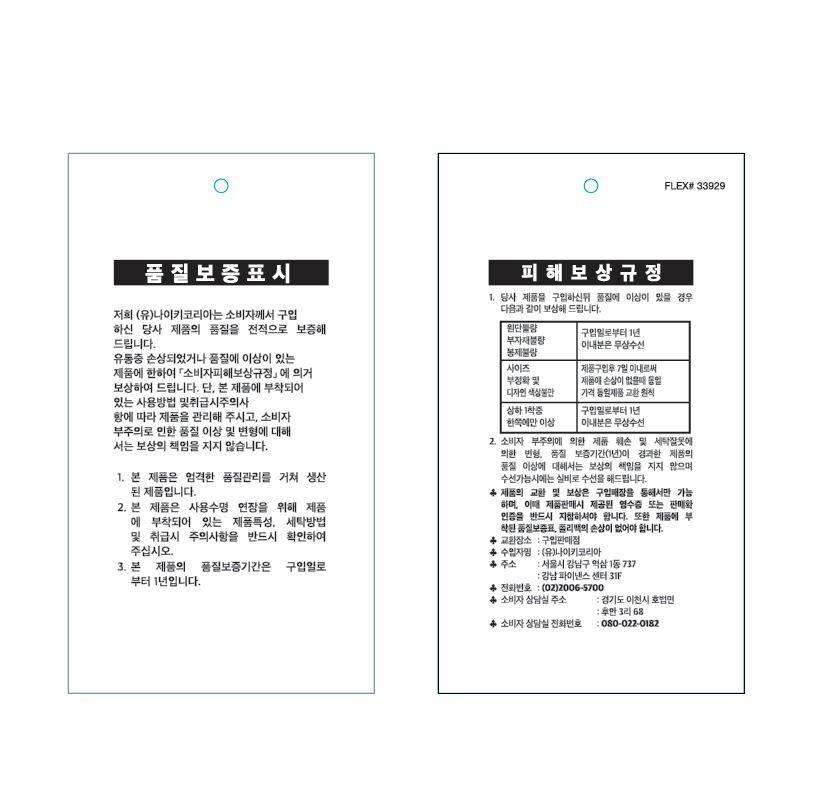 품질보증표시
저희 (유)나이키코리아는 소비자께서 구입
하신 당사 제품의 품질을 전적으로 보증해
드립니다.
유통중 손상되었거나 품질에 이상이 있는
제품에 한하여 「소비자피해보상규정」에 의거
보상하여 드립니다. 단, 본 제품에 부착되어
있는 사용방법 및취급시주의사
항에 따라 제품을 관리해 주시고, 소비자
부주의로 인한 품질 이상 및 변형에 대해
서는 보상의 책임을 지지 않습니다.
1. 본 제품은 엄격한 품질관리를 거쳐 생산
된 제품입니다.
2. 본 제품은 사용수명 연장을 위해 제품
에 부착되어 있는 제품특성, 세탁방법
및 취급시 주의사항을 반드시 확인하여
주십시오.
3. 본 제품의 품질보증기간은 구입일로
부터 1년입니다.
FLEX# 33929
피해보상규정
1. 당사 제품을 구입하신뒤 품질에 이상이 있을 경우
다음과 같이 보상해 드립니다.
원단불량
부자재불량
봉제불량
구입일로부터 1년
이내분은 무상수선
사이즈
부정확 및
디자인 색상불만
제품구입후 7일 이내로써
제품에 손상이 없을때 동일
가격 동일제품 교환 원칙
상하 1착중
한쪽에만 이상
구입일로부터 1년
이내분은 무상수선
2. 소비자 부주의에 의한 제품 훼손 및 세탁잘못에
의한 변형, 품질 보증기간(1년)이 경과한 제품의
품질 이상에 대해서는 보상의 책임을 지지 않으며
수선가능시에는 실비로 수선을 해드립니다.
♣ 제품의 교환 및 보상은 구입매장을 통해서만 가능
하며, 이때 제품판매시 제공된 영수증 또는 판매확
인증을 반드시 지참하셔야 합니다. 또한 제품에 부
착된 품질보증표, 폴리백의 손상이 없어야 합니다.
♣ 교환장소 : 구입판매점
♣ 수입자명 : (유)나이키코리아
♣ 주소 : 서울시 강남구 역삼 1동 737
: 강남 파이낸스 센터 31F
♣ 전화번호 : (02)2006-5700
♣ 소비자 상담실 주소 : 경기도 이천시 호법면
: 후안 3리 68
♣ 소비자 상담실 전화번호 : 080-022-0182